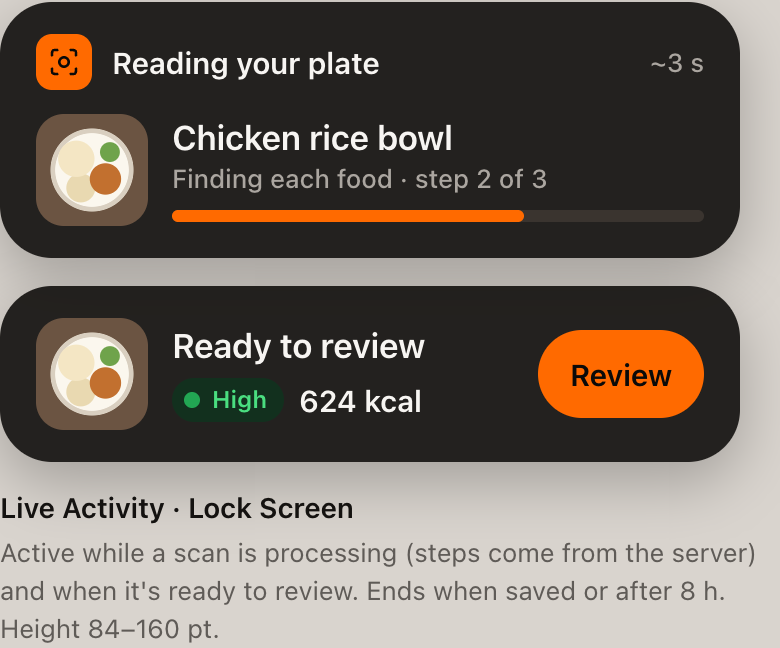 Reading your plate ~3 s
Chicken rice bowl
Finding each food · step 2 of 3
Ready to review
High 624 kcal
Review
Live Activity · Lock Screen
Active while a scan is processing (steps come from the server)
and when it's ready to review. Ends when saved or after 8 h.
Height 84–160 pt.